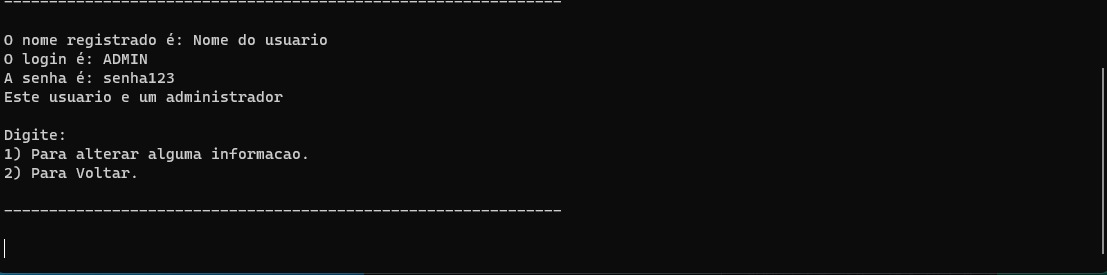 --------------------------------------------------------------
O nome registrado é: Nome do usuario
O login é: ADMIN
A senha é: senha123
Este usuario e um administrador
Digite:
1) Para alterar alguma informacao.
2) Para Voltar.
--------------------------------------------------------------